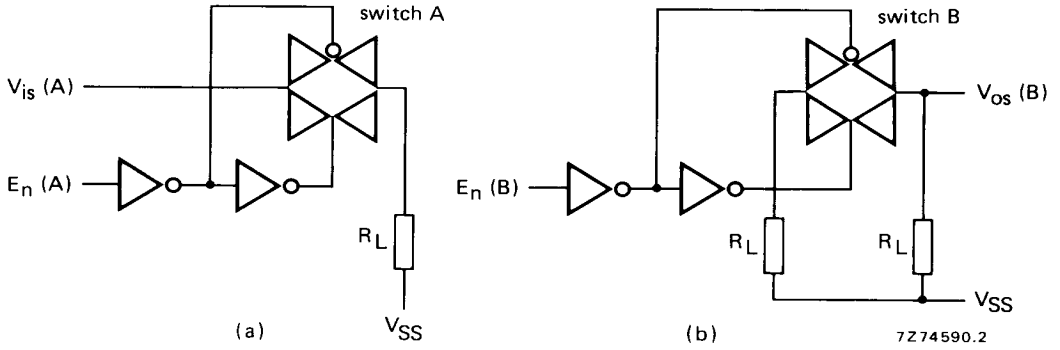 switch A
V_is (A)
E_n (A)
R_L
V_SS
(a)
switch B
V_os (B)
E_n (B)
R_L
R_L
V_SS
(b)
7Z74590.2